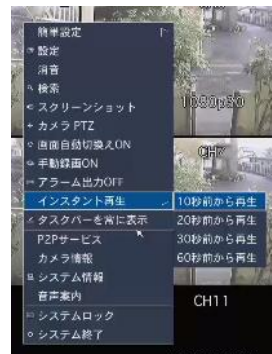 簡単設定
設定
消音
検索
スクリーンショット
カメラ PTZ
画面自動切換えON
手動録画ON
アラーム出力OFF
インスタント再生
10秒前から再生
20秒前から再生
30秒前から再生
60秒前から再生
タスクバーを常に表示
P2Pサービス
カメラ情報
システム情報
音声案内
システムロック
システム終了
1080p30
CH7
CH11